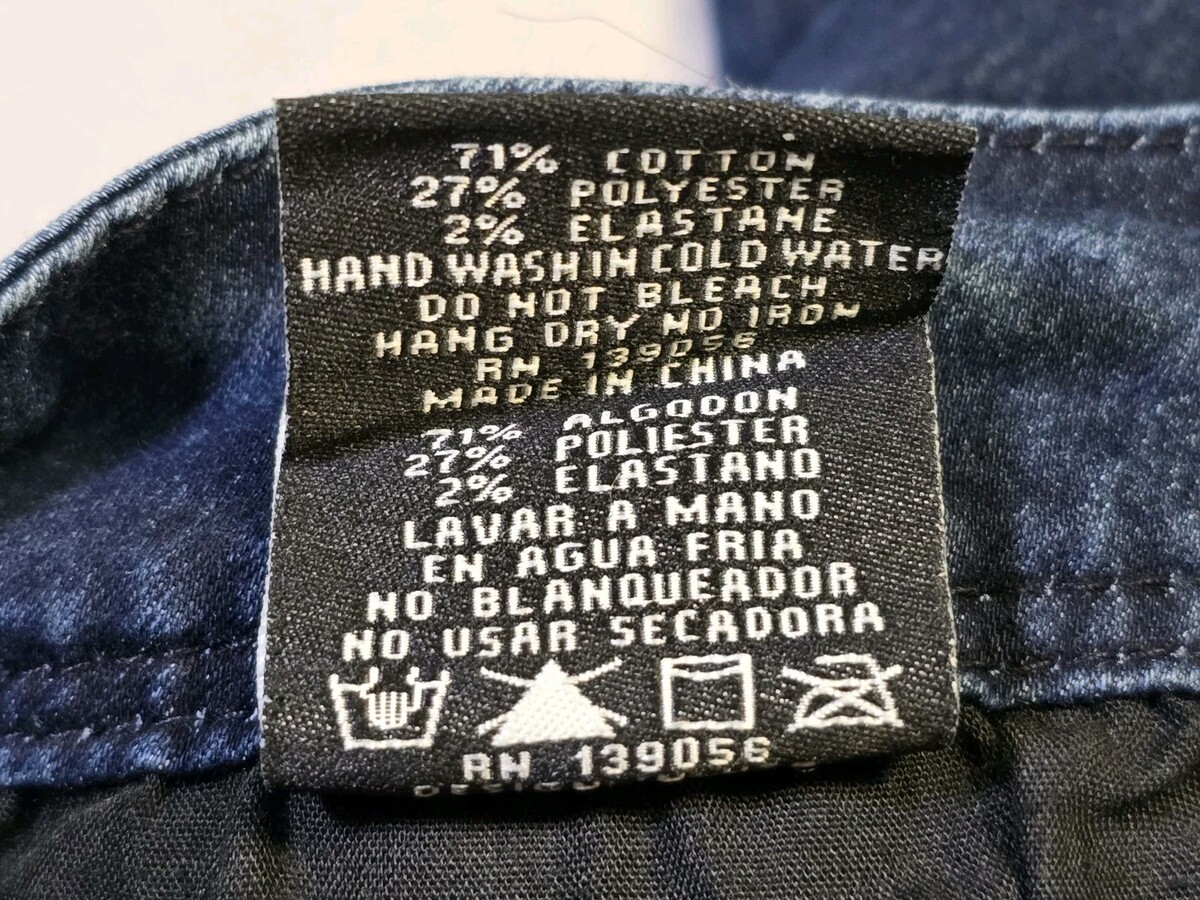 71% COTTON
27% POLYESTER
2% ELASTANE
HAND WASH IN COLD WATER
DO NOT BLEACH
HANG DRY NO IRON
RN 139056
MADE IN CHINA
71% ALGODON
27% POLIESTER
2% ELASTANO
LAVAR A MANO
EN AGUA FRIA
NO BLANQUEADOR
NO USAR SECADORA
RN 139056